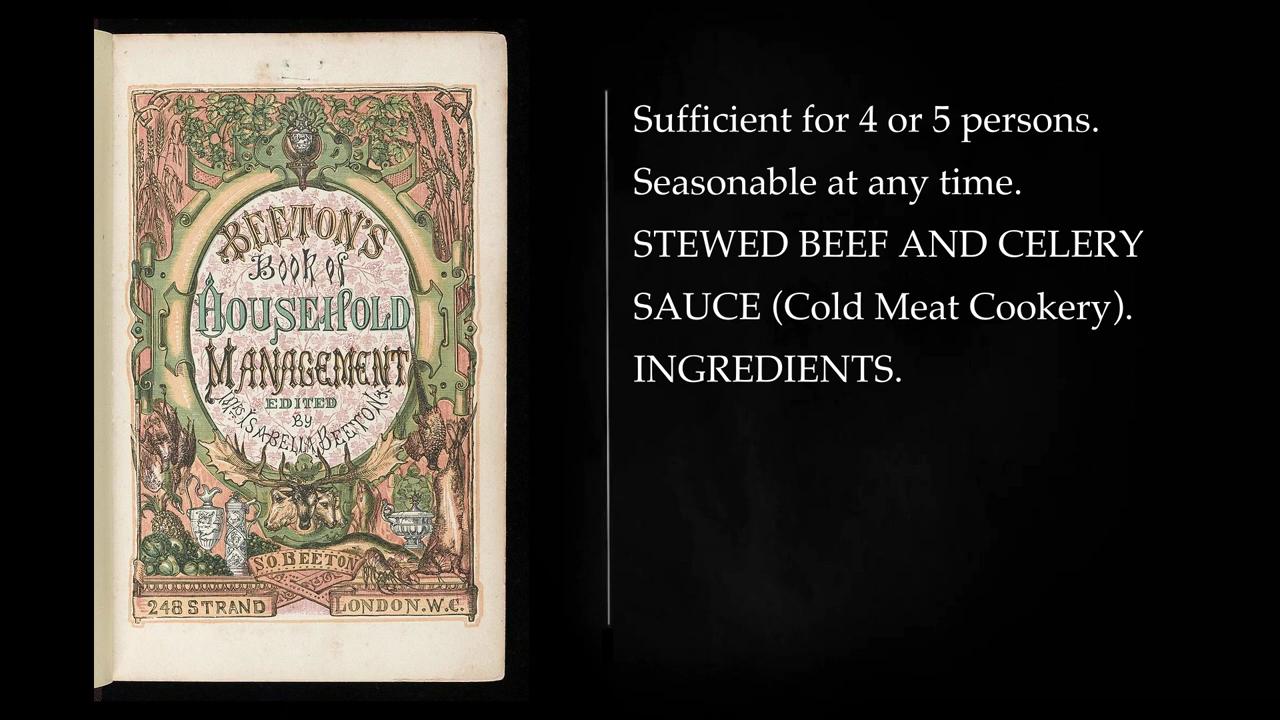 BEETON'S
Book of
HOUSEHOLD
MANAGEMENT
EDITED
BY
MRS ISABELLA BEETON
S.O. BEETON
248 STRAND
LONDON. W.C.
Sufficient for 4 or 5 persons.
Seasonable at any time.
STEWED BEEF AND CELERY
SAUCE (Cold Meat Cookery).
INGREDIENTS.